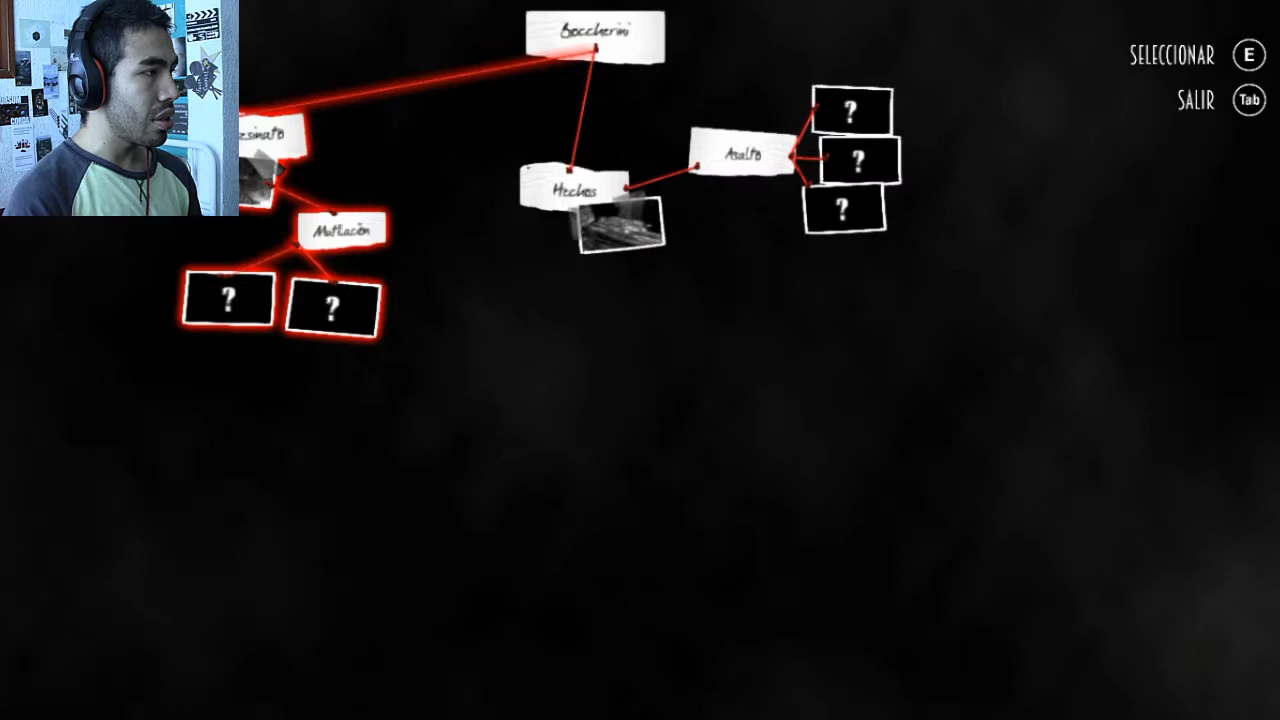 Boccherini
SELECCIONAR E
SALIR Tab
?
esinato
Asalto
?
Hechos
?
Mutilación
?
?